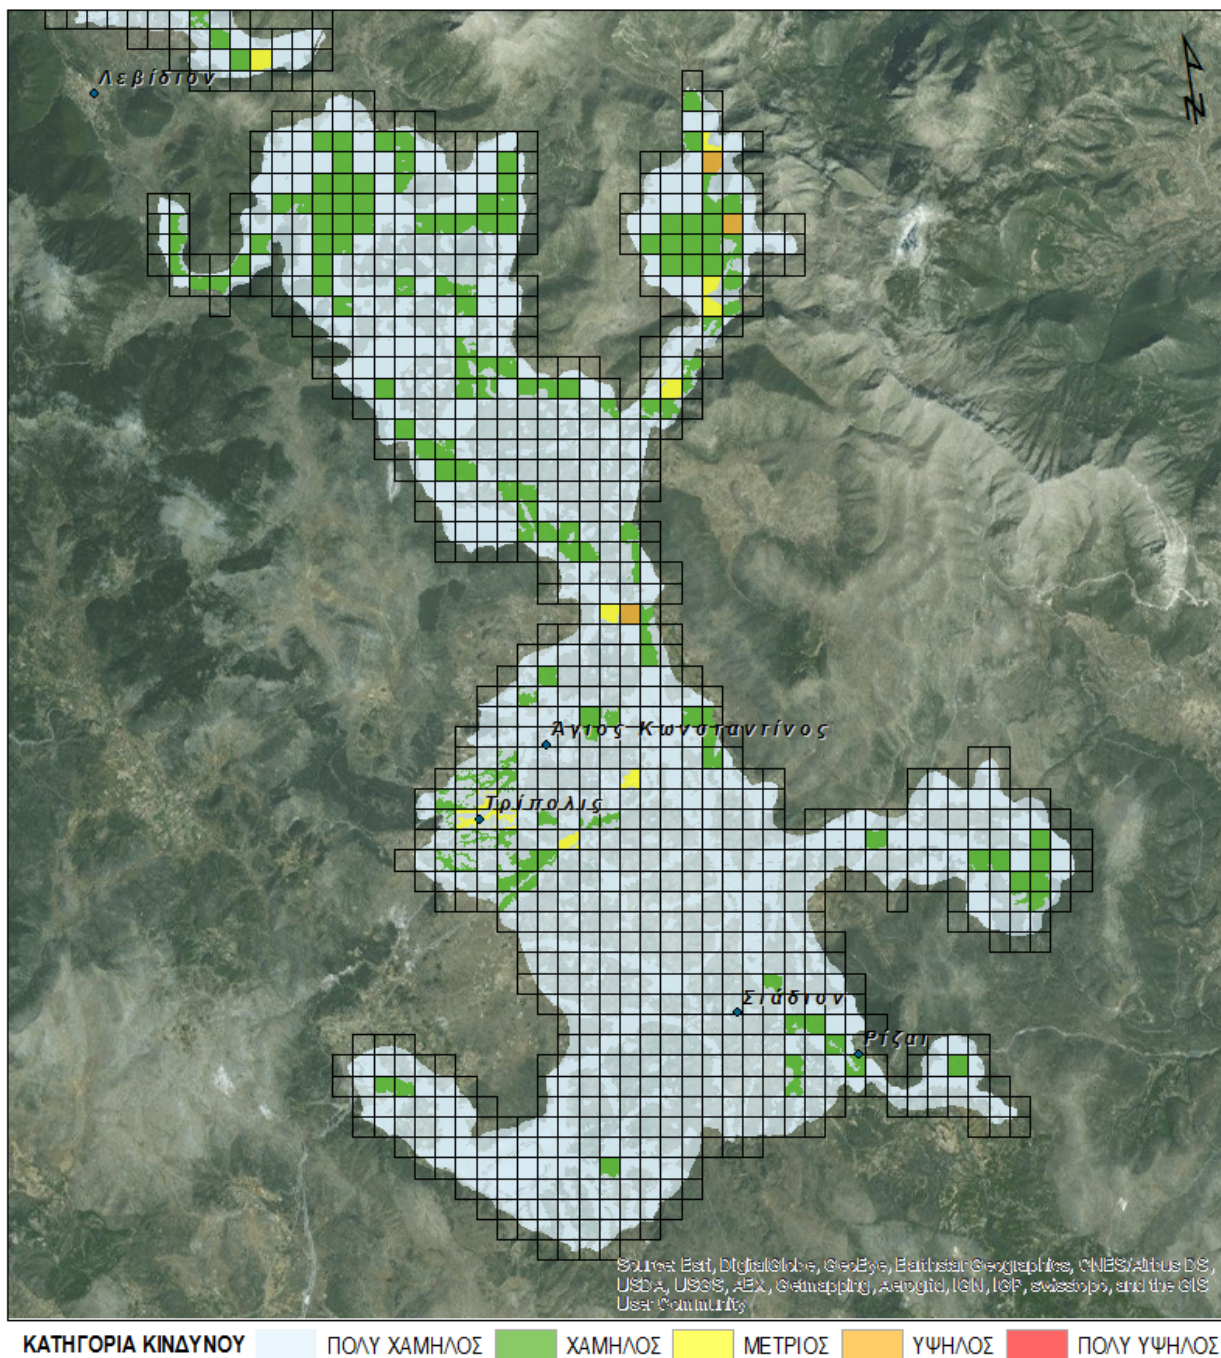 Λεβίδιον
N
Άγιος Κωνσταντίνος
Τρίπολις
Στάδιον
Ρίζαι
Source: Esri, DigitalGlobe, GeoEye, Earthstar Geographics, CNES/Airbus DS,
USDA, USGS, AEX, Getmapping, Aerogrid, IGN, IGP, swisstopo, and the GIS
User Community
ΚΑΤΗΓΟΡΙΑ ΚΙΝΔΥΝΟΥ ΠΟΛΥ ΧΑΜΗΛΟΣ ΧΑΜΗΛΟΣ ΜΕΤΡΙΟΣ ΥΨΗΛΟΣ ΠΟΛΥ ΥΨΗΛΟΣ